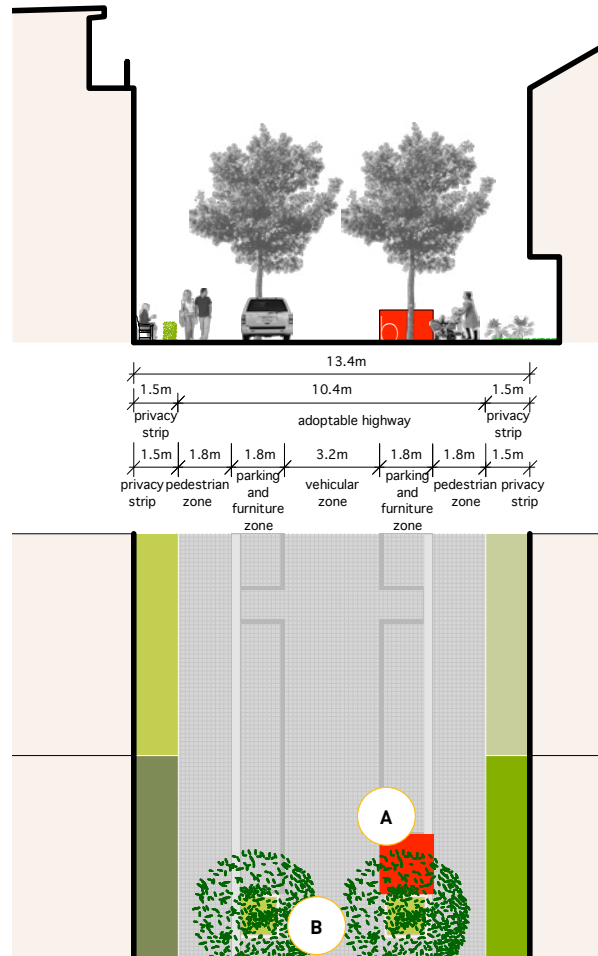 13.4m
1.5m 10.4m 1.5m
privacy strip adoptable highway privacy strip
1.5m 1.8m 1.8m 3.2m 1.8m 1.8m 1.5m
privacy strip pedestrian zone parking and furniture zone vehicular zone parking and furniture zone pedestrian zone privacy strip
A
B